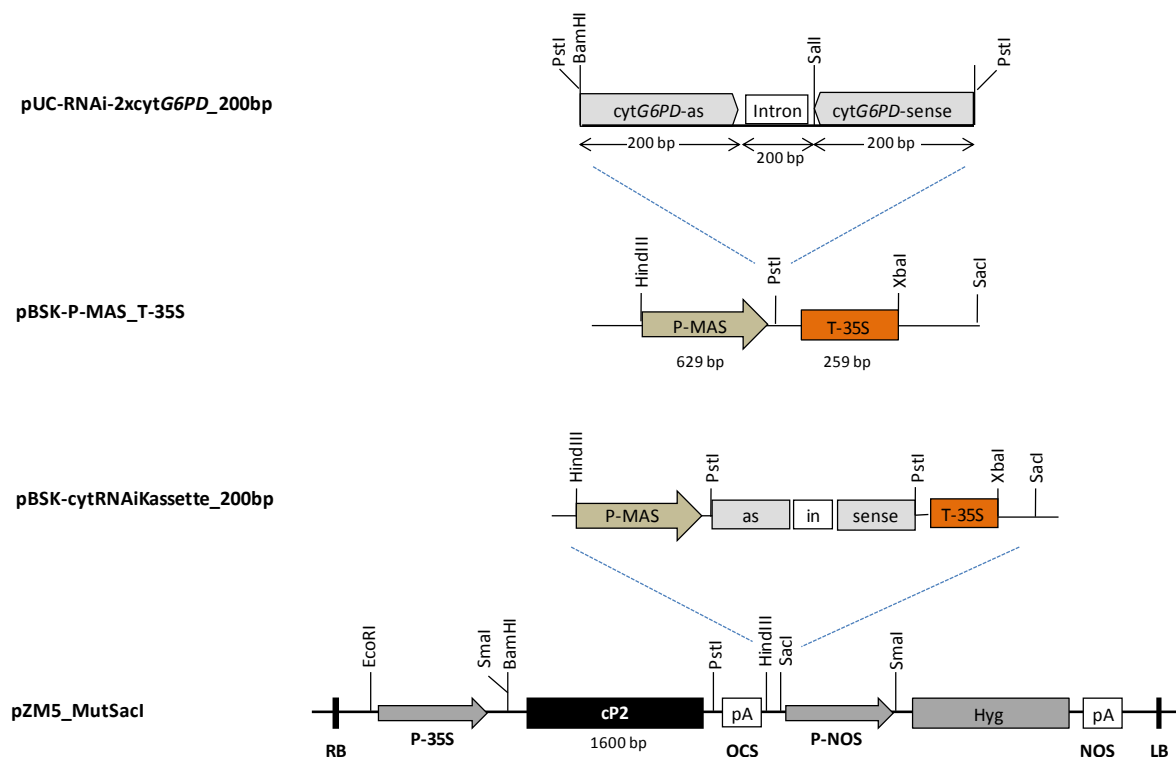 PstI
BamHI
SalI
PstI
pUC-RNAi-2xcytG6PD_200bp
cytG6PD-as
Intron
cytG6PD-sense
200 bp
200 bp
200 bp
HindIII
PstI
XbaI
SacI
pBSK-P-MAS_T-35S
P-MAS
T-35S
629 bp
259 bp
HindIII
PstI
PstI
XbaI
SacI
pBSK-cytRNAiKassette_200bp
P-MAS
as
in
sense
T-35S
EcoRI
SmaI
BamHI
PstI
HindIII
SacI
SmaI
pZM5_MutSacI
cP2
pA
Hyg
pA
RB
P-35S
1600 bp
OCS
P-NOS
NOS
LB